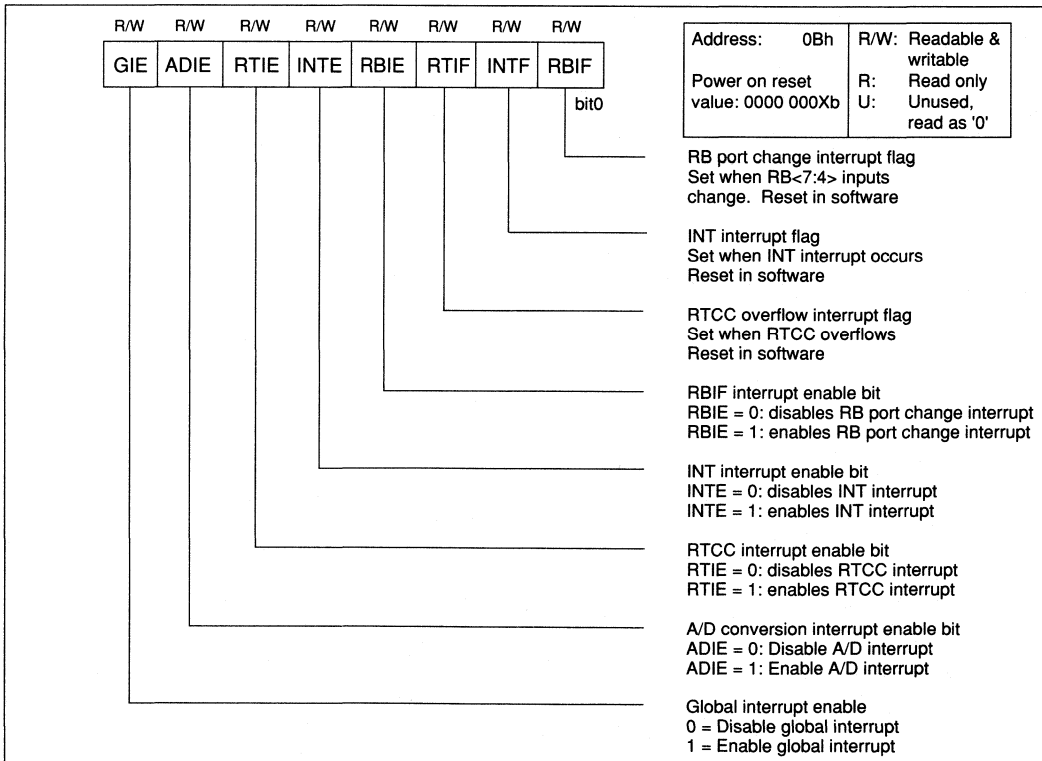 R/W R/W R/W R/W R/W R/W R/W R/W
GIE ADIE RTIE INTE RBIE RTIF INTF RBIF
bit0
Address: 0Bh
Power on reset
value: 0000 000Xb
R/W: Readable &
writable
R: Read only
U: Unused,
read as '0'
RB port change interrupt flag
Set when RB<7:4> inputs
change. Reset in software
INT interrupt flag
Set when INT interrupt occurs
Reset in software
RTCC overflow interrupt flag
Set when RTCC overflows
Reset in software
RBIF interrupt enable bit
RBIE = 0: disables RB port change interrupt
RBIE = 1: enables RB port change interrupt
INT interrupt enable bit
INTE = 0: disables INT interrupt
INTE = 1: enables INT interrupt
RTCC interrupt enable bit
RTIE = 0: disables RTCC interrupt
RTIE = 1: enables RTCC interrupt
A/D conversion interrupt enable bit
ADIE = 0: Disable A/D interrupt
ADIE = 1: Enable A/D interrupt
Global interrupt enable
0 = Disable global interrupt
1 = Enable global interrupt